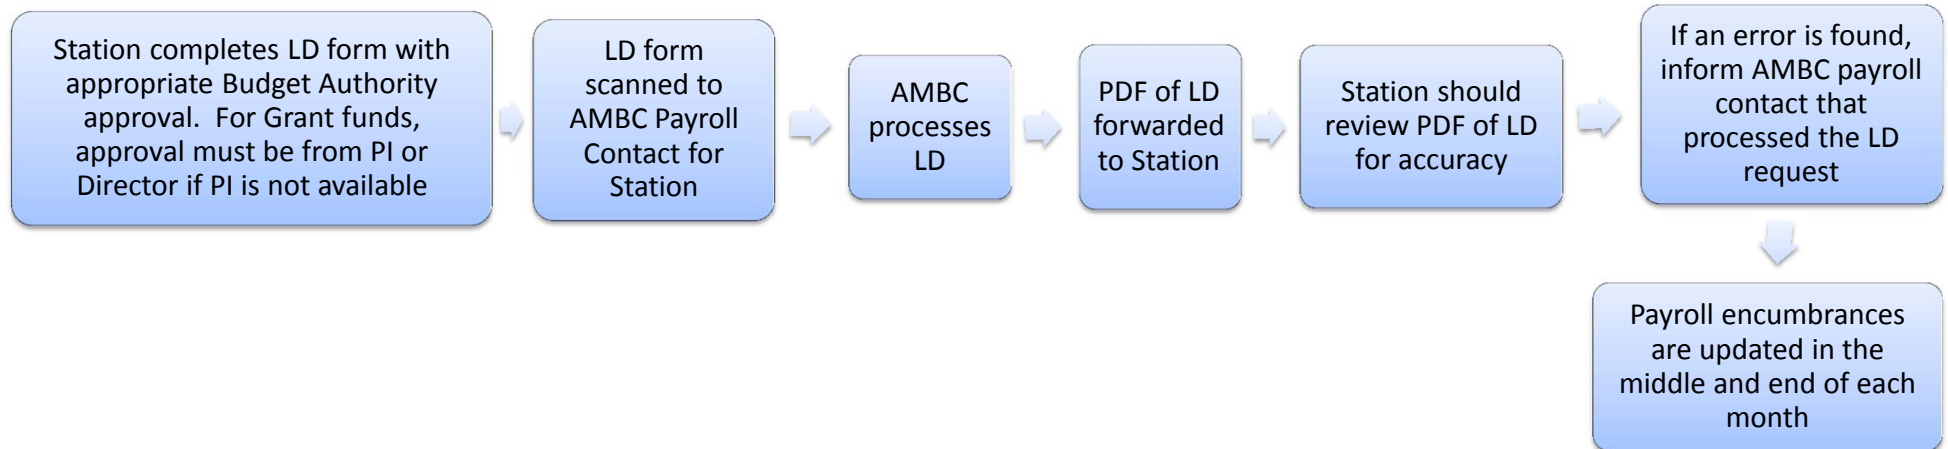 Station completes LD form with
appropriate Budget Authority
approval.  For Grant funds,
approval must be from PI or
Director if PI is not available
LD form
scanned to
AMBC Payroll
Contact for
Station
AMBC
processes
LD
PDF of LD
forwarded
to Station
Station should
review PDF of LD
for accuracy
If an error is found,
inform AMBC payroll
contact that
processed the LD
request
Payroll encumbrances
are updated in the
middle and end of each
month